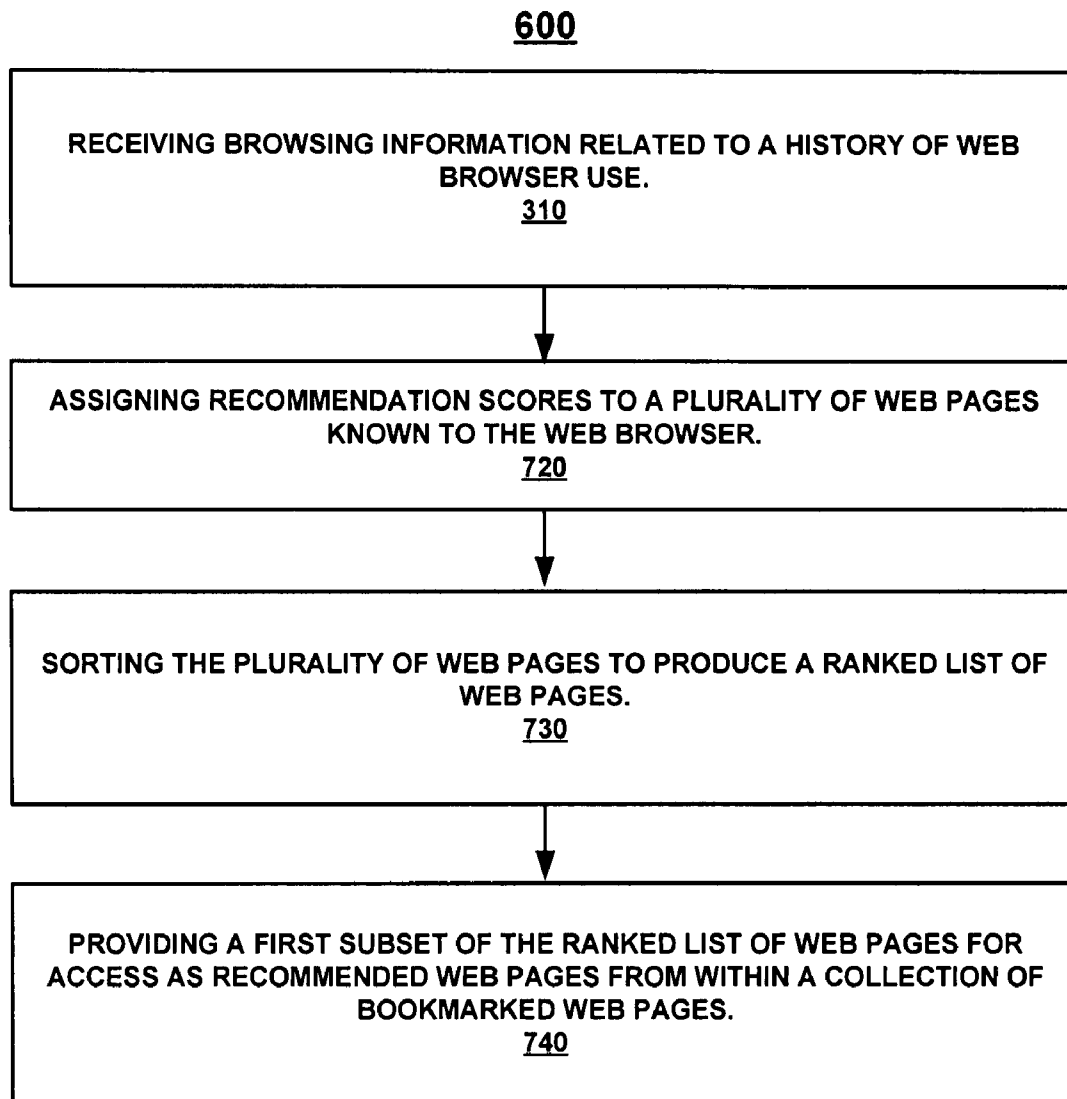 600
RECEIVING BROWSING INFORMATION RELATED TO A HISTORY OF WEB
BROWSER USE.
310
ASSIGNING RECOMMENDATION SCORES TO A PLURALITY OF WEB PAGES
KNOWN TO THE WEB BROWSER.
720
SORTING THE PLURALITY OF WEB PAGES TO PRODUCE A RANKED LIST OF
WEB PAGES.
730
PROVIDING A FIRST SUBSET OF THE RANKED LIST OF WEB PAGES FOR
ACCESS AS RECOMMENDED WEB PAGES FROM WITHIN A COLLECTION OF
BOOKMARKED WEB PAGES.
740